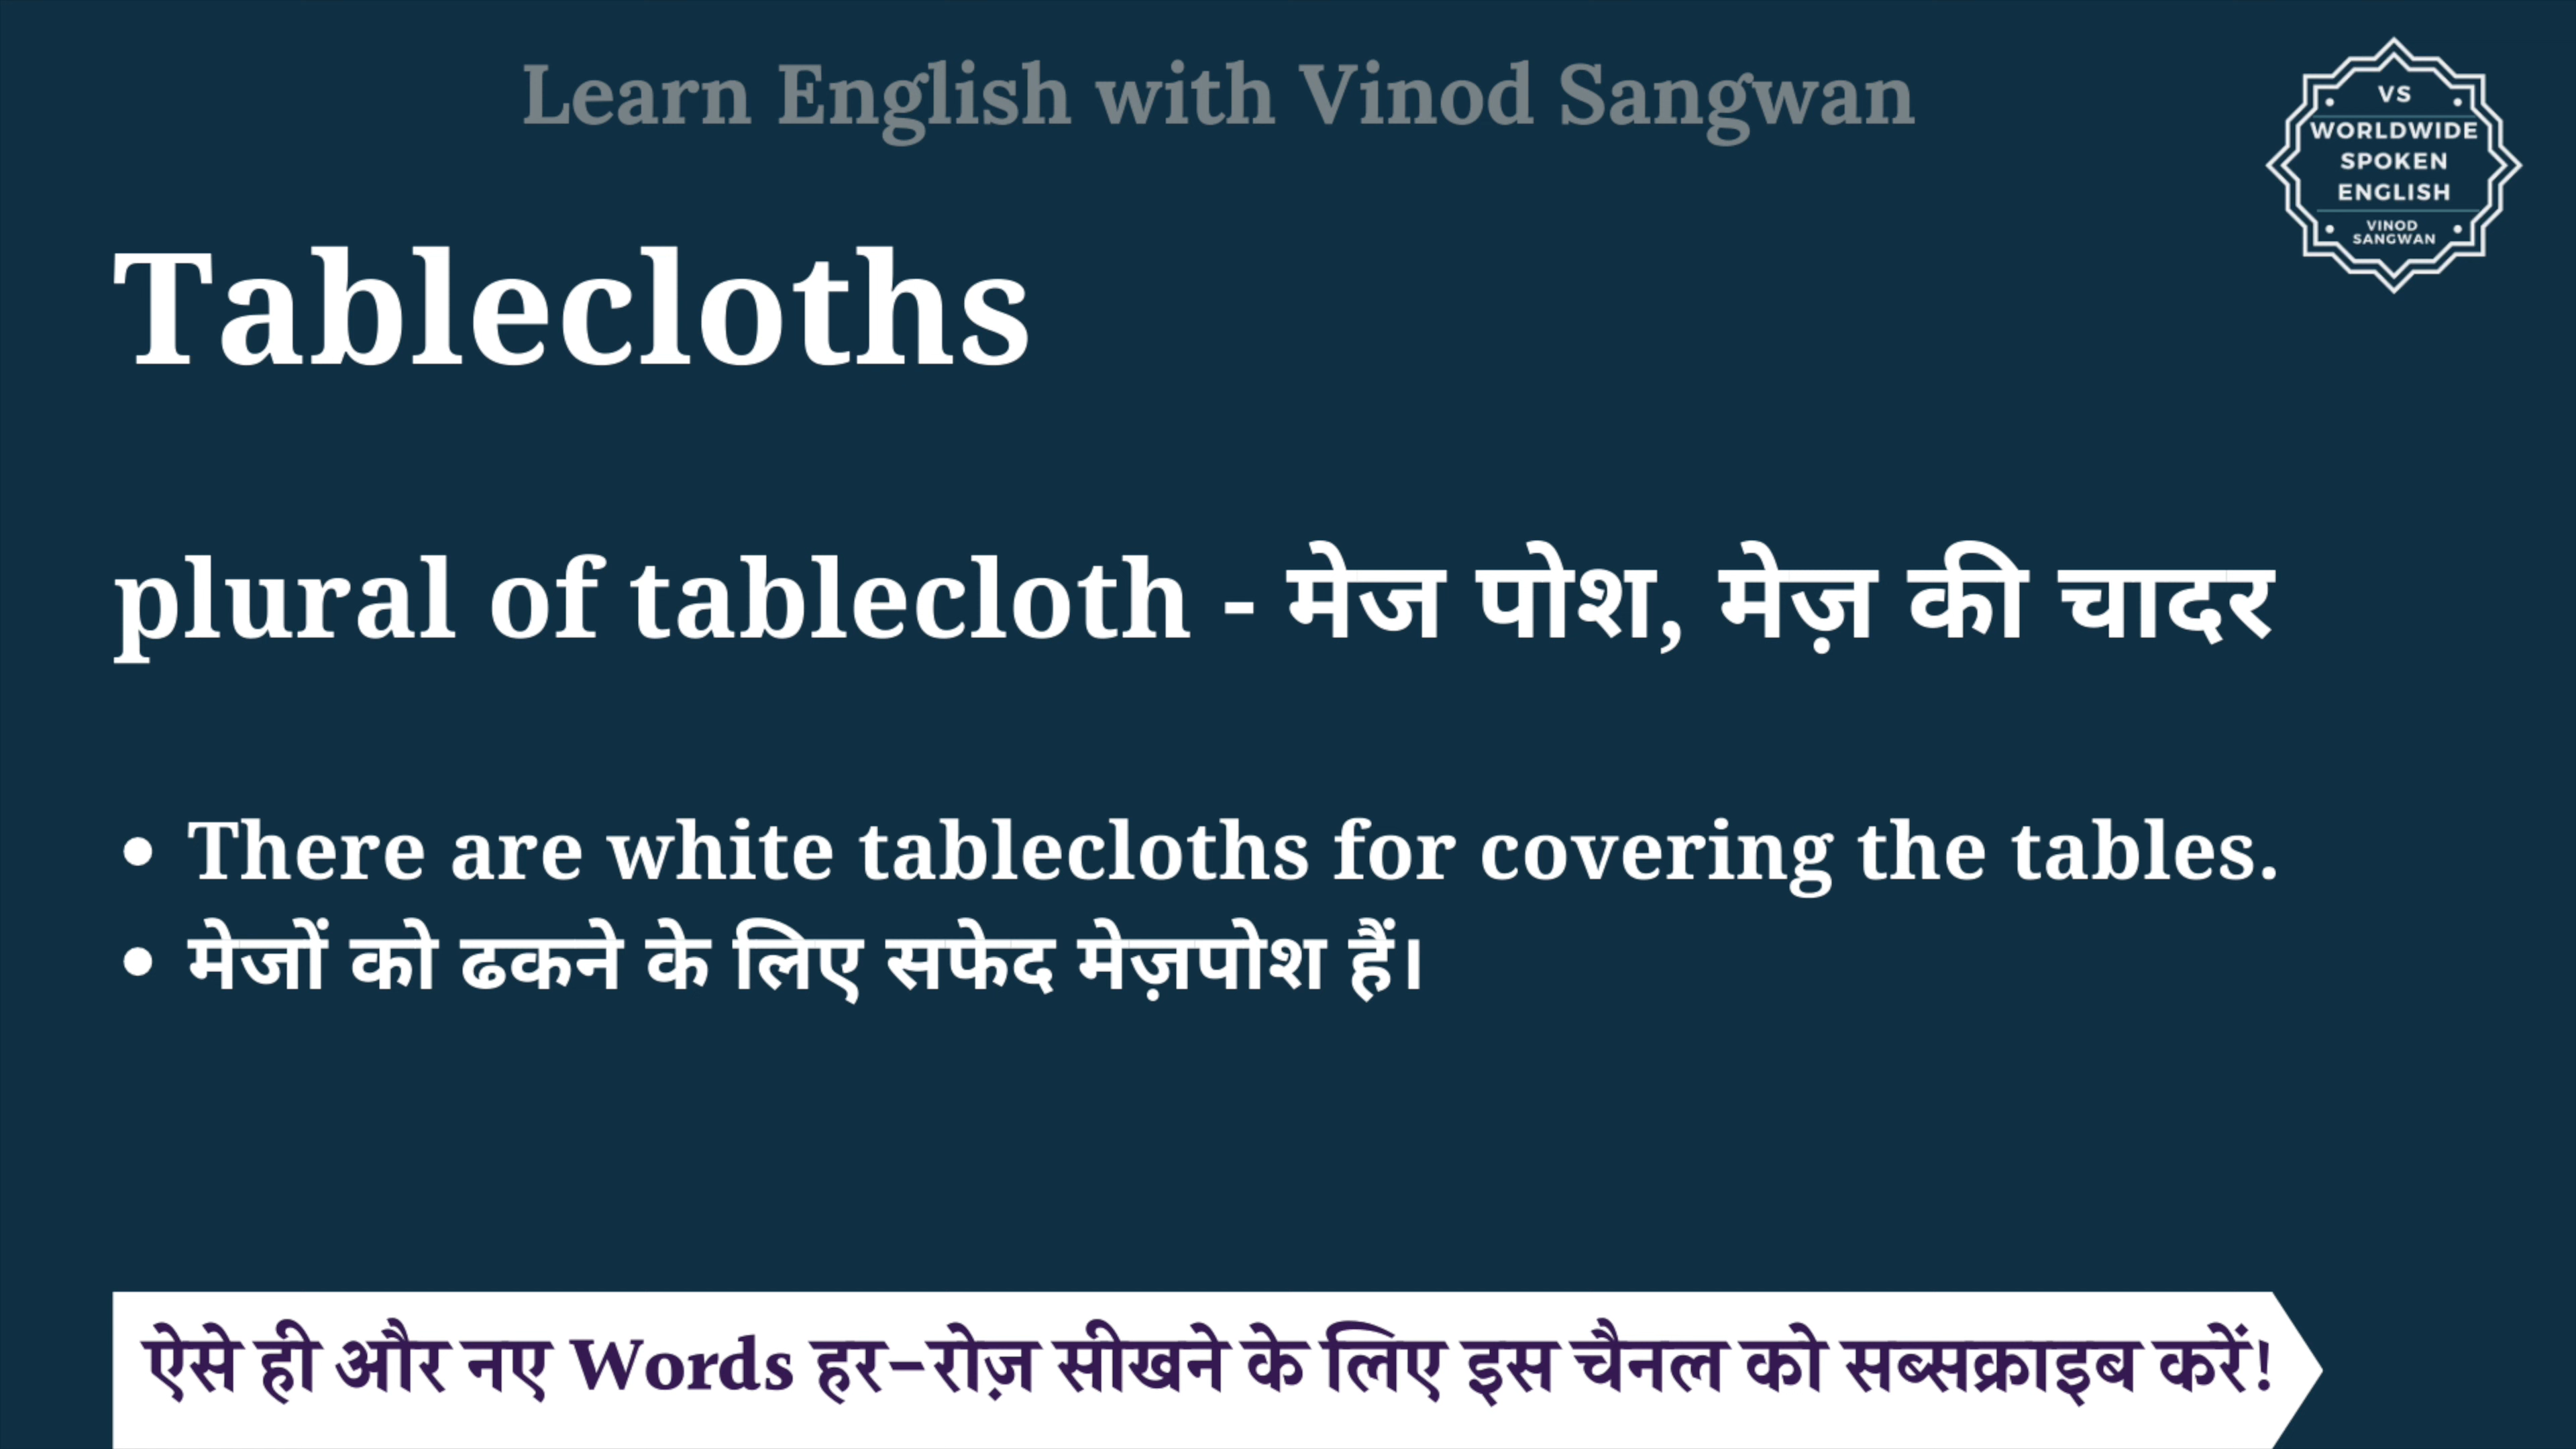 Learn English with Vinod Sangwan
VS
WORLDWIDE
SPOKEN
ENGLISH
VINOD
SANGWAN
Tablecloths
plural of tablecloth - मेज पोश, मेज़ की चादर
• There are white tablecloths for covering the tables.
• मेजों को ढकने के लिए सफेद मेज़पोश हैं।
ऐसे ही और नए Words हर-रोज़ सीखने के लिए इस चैनल को सब्सक्राइब करें!